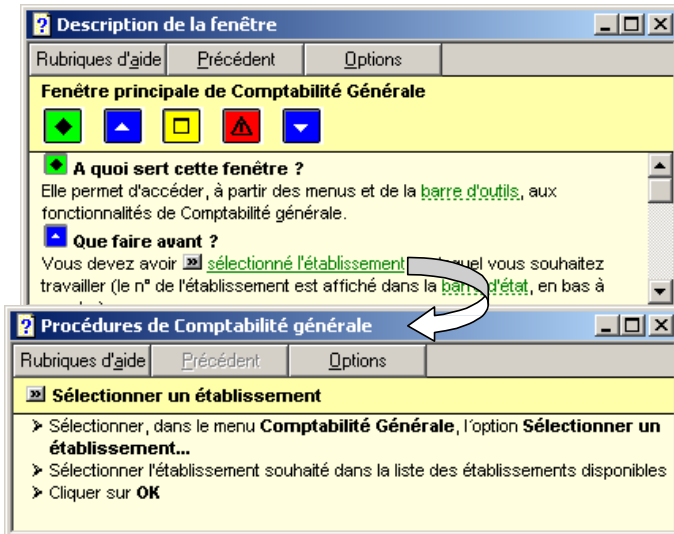 Description de la fenêtre
Rubriques d'aide Précédent Options
Fenêtre principale de Comptabilité Générale
A quoi sert cette fenêtre ?
Elle permet d'accéder, à partir des menus et de la barre d'outils, aux
fonctionnalités de Comptabilité générale.
Que faire avant ?
Vous devez avoir sélectionné l'établissement vous souhaitez
travailler (le n° de l'établissement est affiché dans la barre d'état, en bas à
Procédures de Comptabilité générale
Rubriques d'aide Précédent Options
Sélectionner un établissement
Sélectionner, dans le menu Comptabilité Générale, l'option Sélectionner un
établissement...
Sélectionner l'établissement souhaité dans la liste des établissements disponibles
Cliquer sur OK